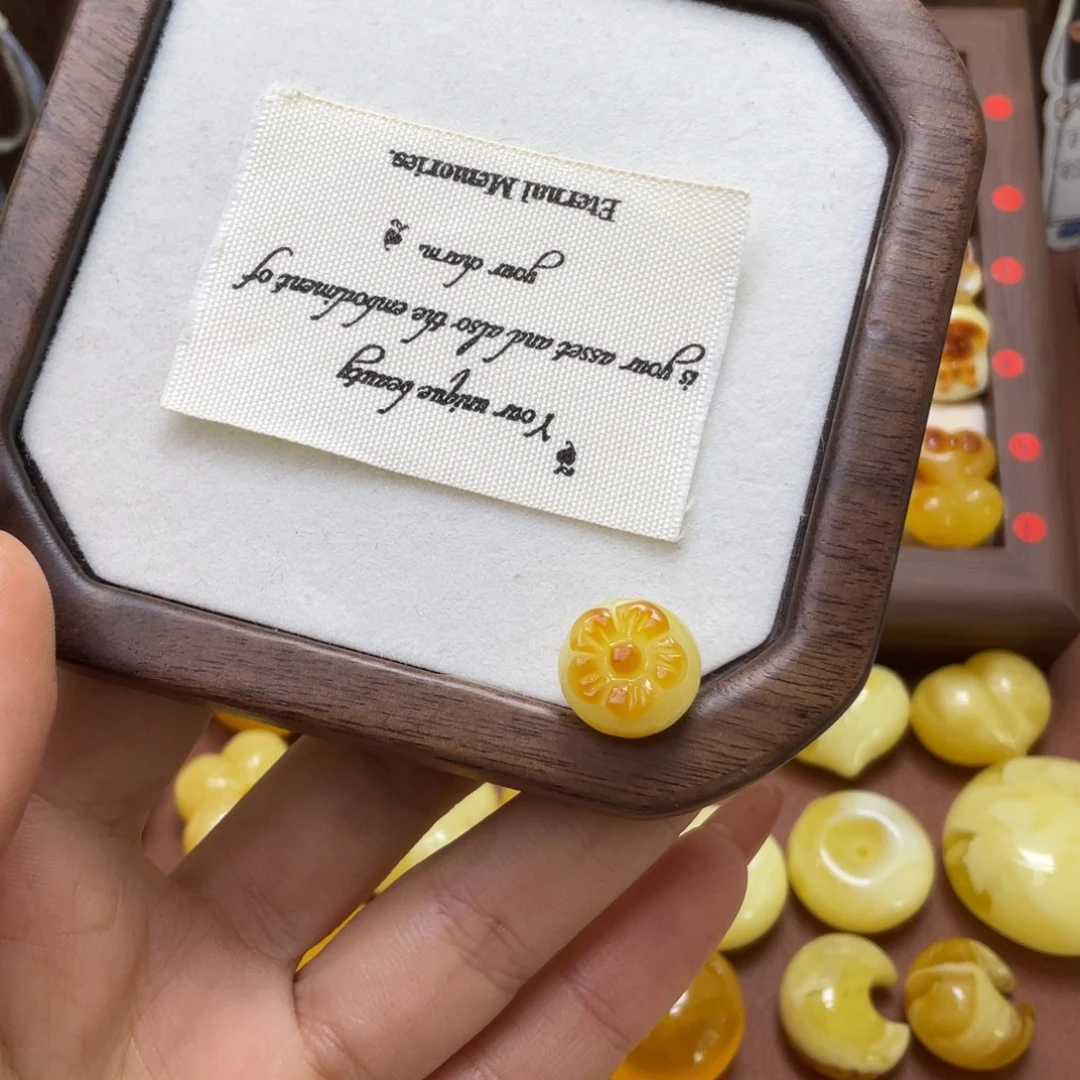 Your unique beauty
is your asset and also the embodiment of
your charm.
Eternal Memories.